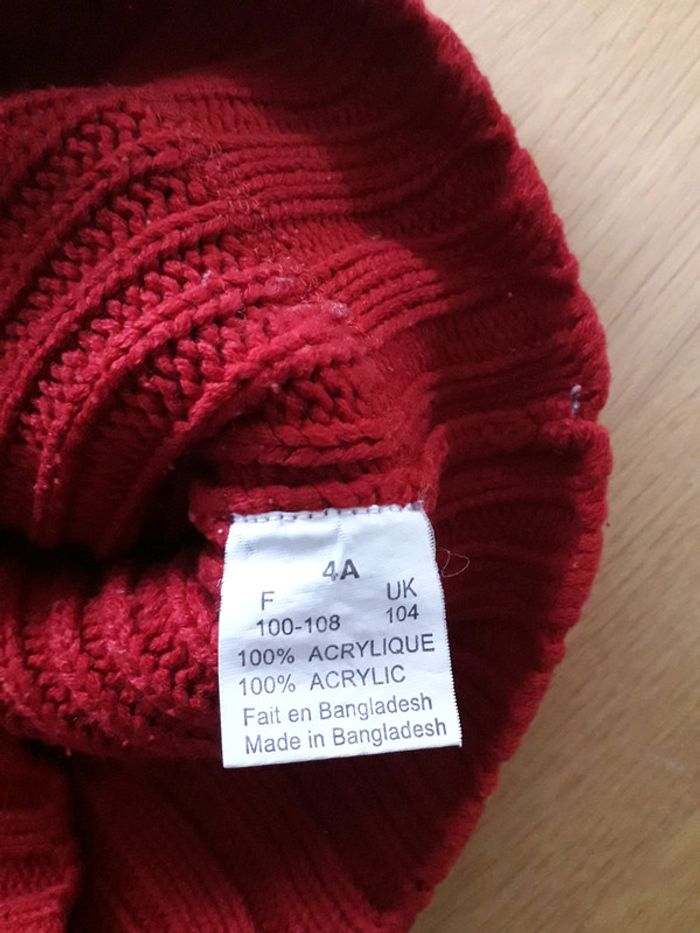 4A
F UK
100-108 104
100% ACRYLIQUE
100% ACRYLIC
Fait en Bangladesh
Made in Bangladesh